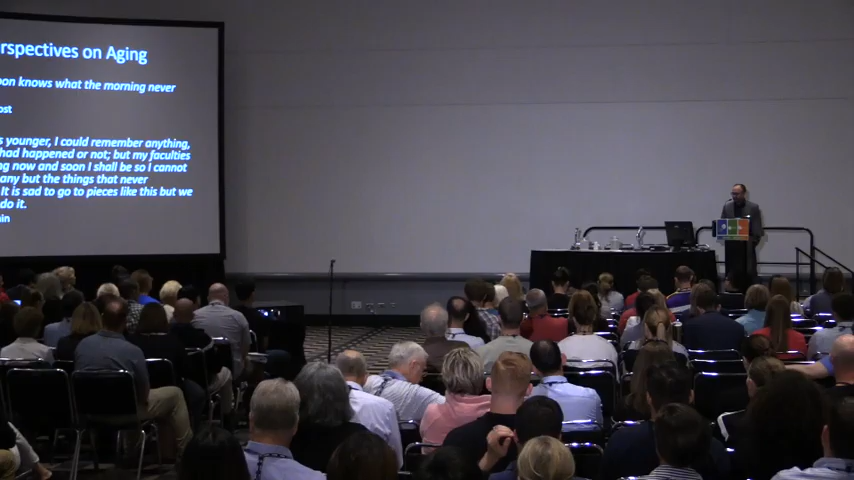 rspectives on Aging
oon knows what the morning never
ost
s younger, I could remember anything,
had happened or not; but my faculties
ng now and soon I shall be so I cannot
any but the things that never
It is sad to go to pieces like this but we
do it.
ain